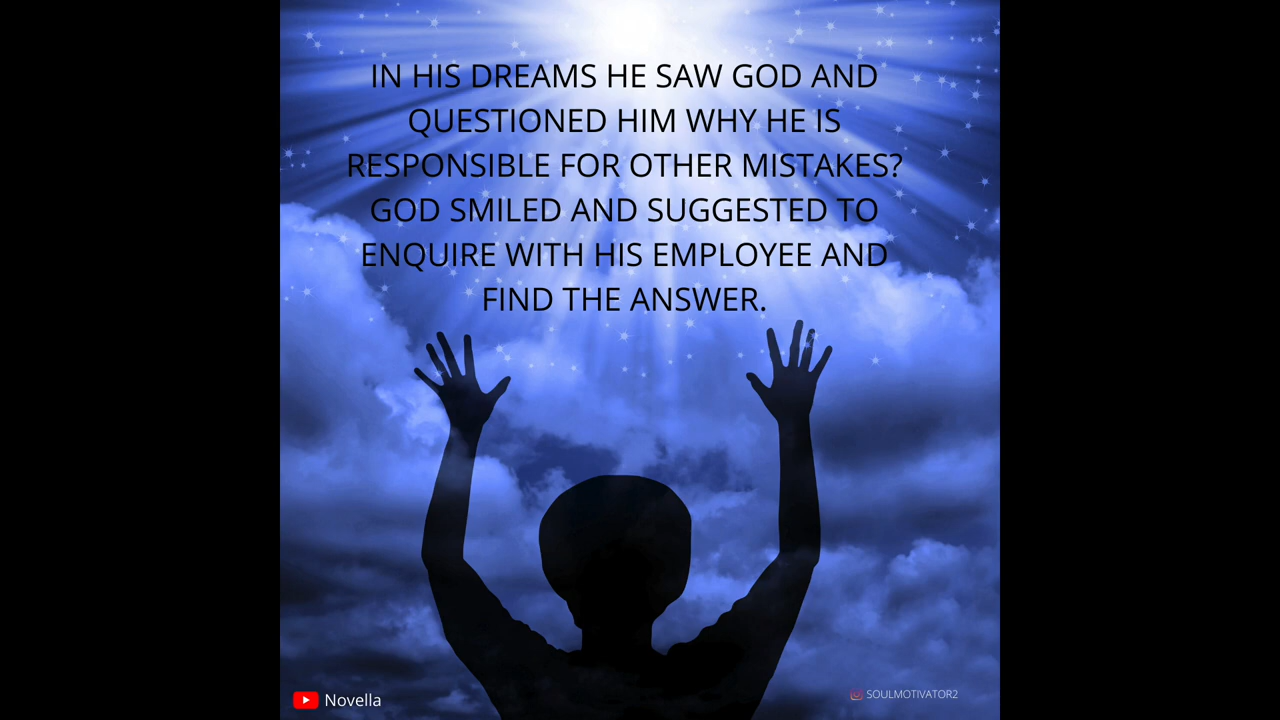 IN HIS DREAMS HE SAW GOD AND
QUESTIONED HIM WHY HE IS
RESPONSIBLE FOR OTHER MISTAKES?
GOD SMILED AND SUGGESTED TO
ENQUIRE WITH HIS EMPLOYEE AND
FIND THE ANSWER.
Novella
SOULMOTIVATOR2